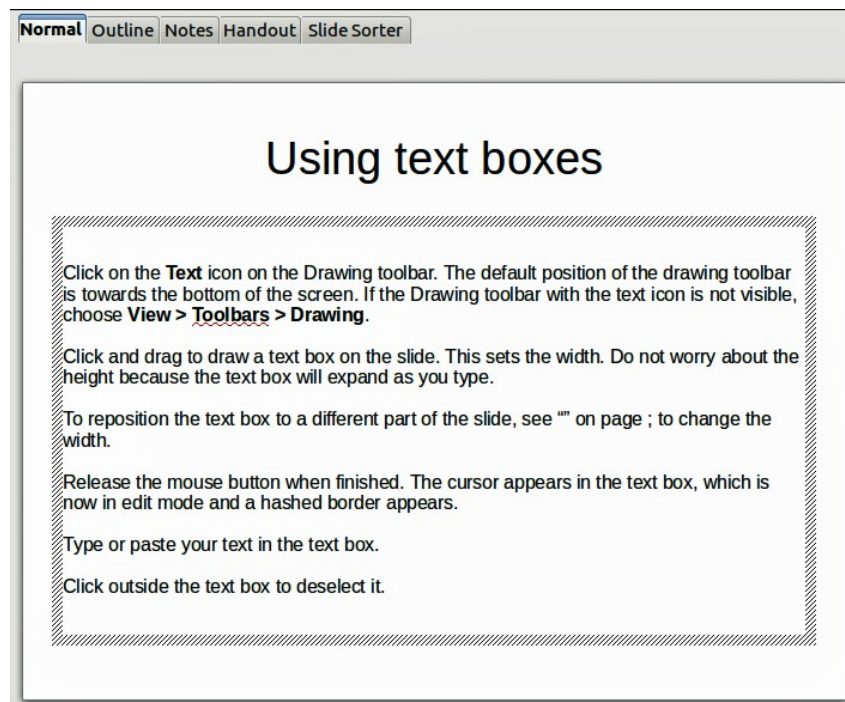 Normal Outline Notes Handout Slide Sorter
Using text boxes
Click on the Text icon on the Drawing toolbar. The default position of the drawing toolbar
is towards the bottom of the screen. If the Drawing toolbar with the text icon is not visible,
choose View > Toolbars > Drawing.
Click and drag to draw a text box on the slide. This sets the width. Do not worry about the
height because the text box will expand as you type.
To reposition the text box to a different part of the slide, see “” on page ; to change the
width.
Release the mouse button when finished. The cursor appears in the text box, which is
now in edit mode and a hashed border appears.
Type or paste your text in the text box.
Click outside the text box to deselect it.